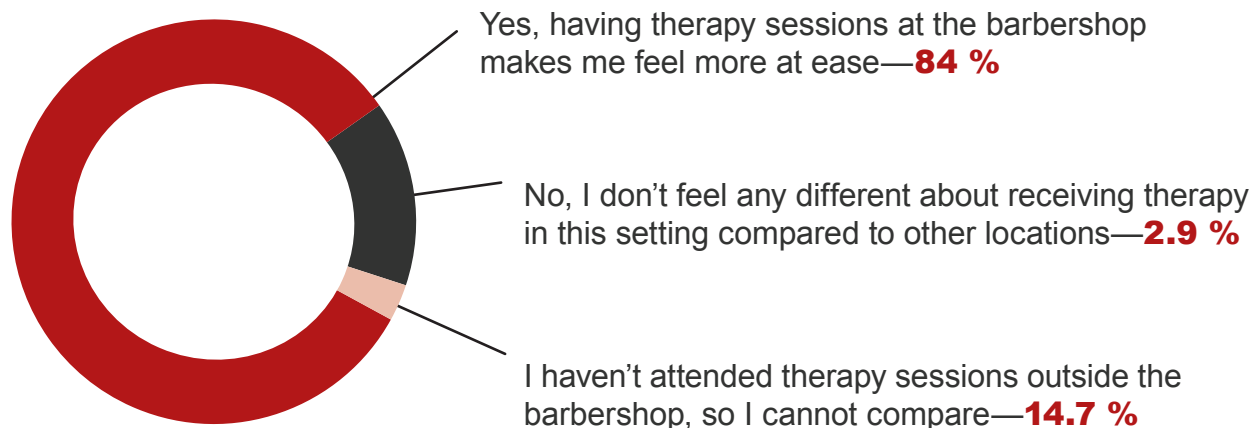 Yes, having therapy sessions at the barbershop
makes me feel more at ease—84 %
No, I don’t feel any different about receiving therapy
in this setting compared to other locations—2.9 %
I haven’t attended therapy sessions outside the
barbershop, so I cannot compare—14.7 %